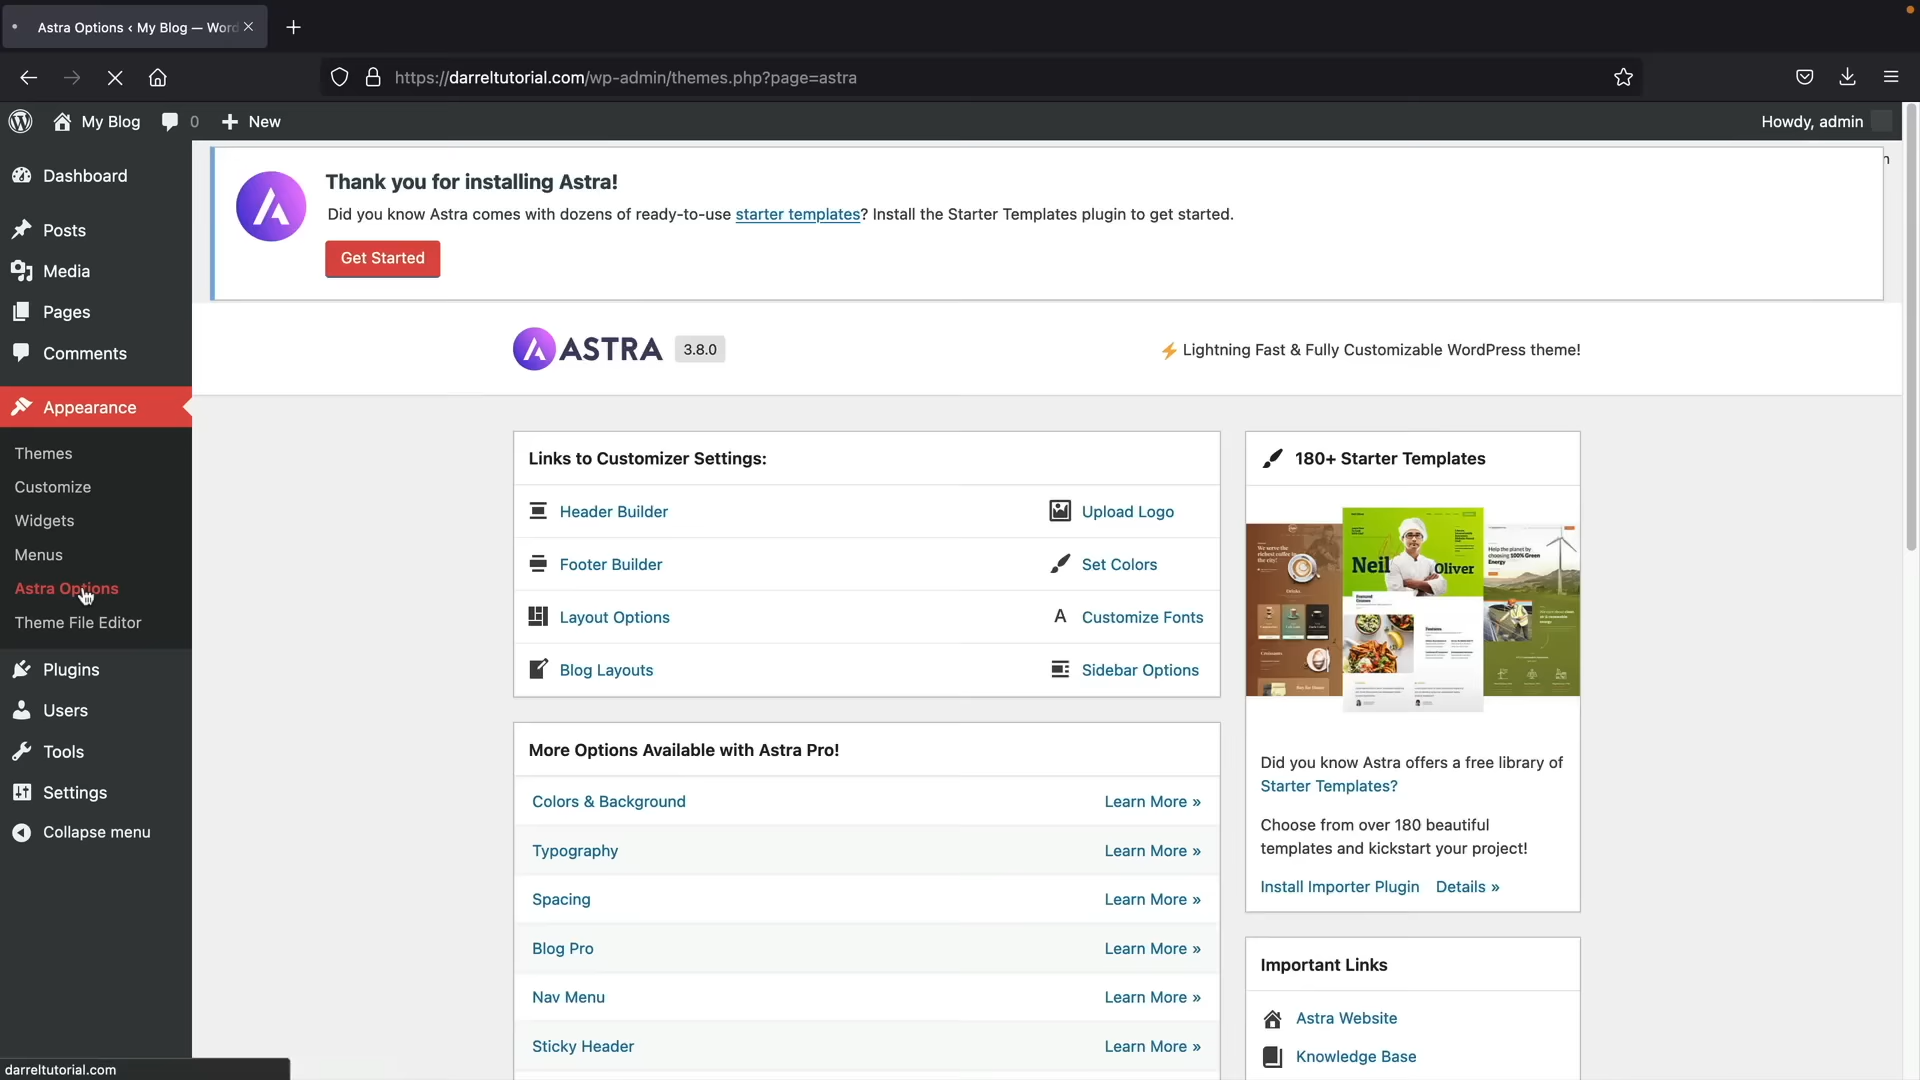 Astra Options ‹ My Blog — Word
https://darreltutorial.com/wp-admin/themes.php?page=astra
My Blog 0 New
Howdy, admin
Dashboard
Posts
Media
Pages
Comments
Appearance
Themes
Customize
Widgets
Menus
Astra Options
Theme File Editor
Plugins
Users
Tools
Settings
Collapse menu
darreltutorial.com
Thank you for installing Astra!
Did you know Astra comes with dozens of ready-to-use starter templates? Install the Starter Templates plugin to get started.
Get Started
ASTRA 3.8.0
⚡ Lightning Fast & Fully Customizable WordPress theme!
Links to Customizer Settings:
Header Builder
Upload Logo
Footer Builder
Set Colors
Layout Options
A Customize Fonts
Blog Layouts
Sidebar Options
More Options Available with Astra Pro!
Colors & Background Learn More »
Typography Learn More »
Spacing Learn More »
Blog Pro Learn More »
Nav Menu Learn More »
Sticky Header Learn More »
180+ Starter Templates
Neil
Oliver
Did you know Astra offers a free library of
Starter Templates?
Choose from over 180 beautiful
templates and kickstart your project!
Install Importer Plugin Details »
Important Links
Astra Website
Knowledge Base